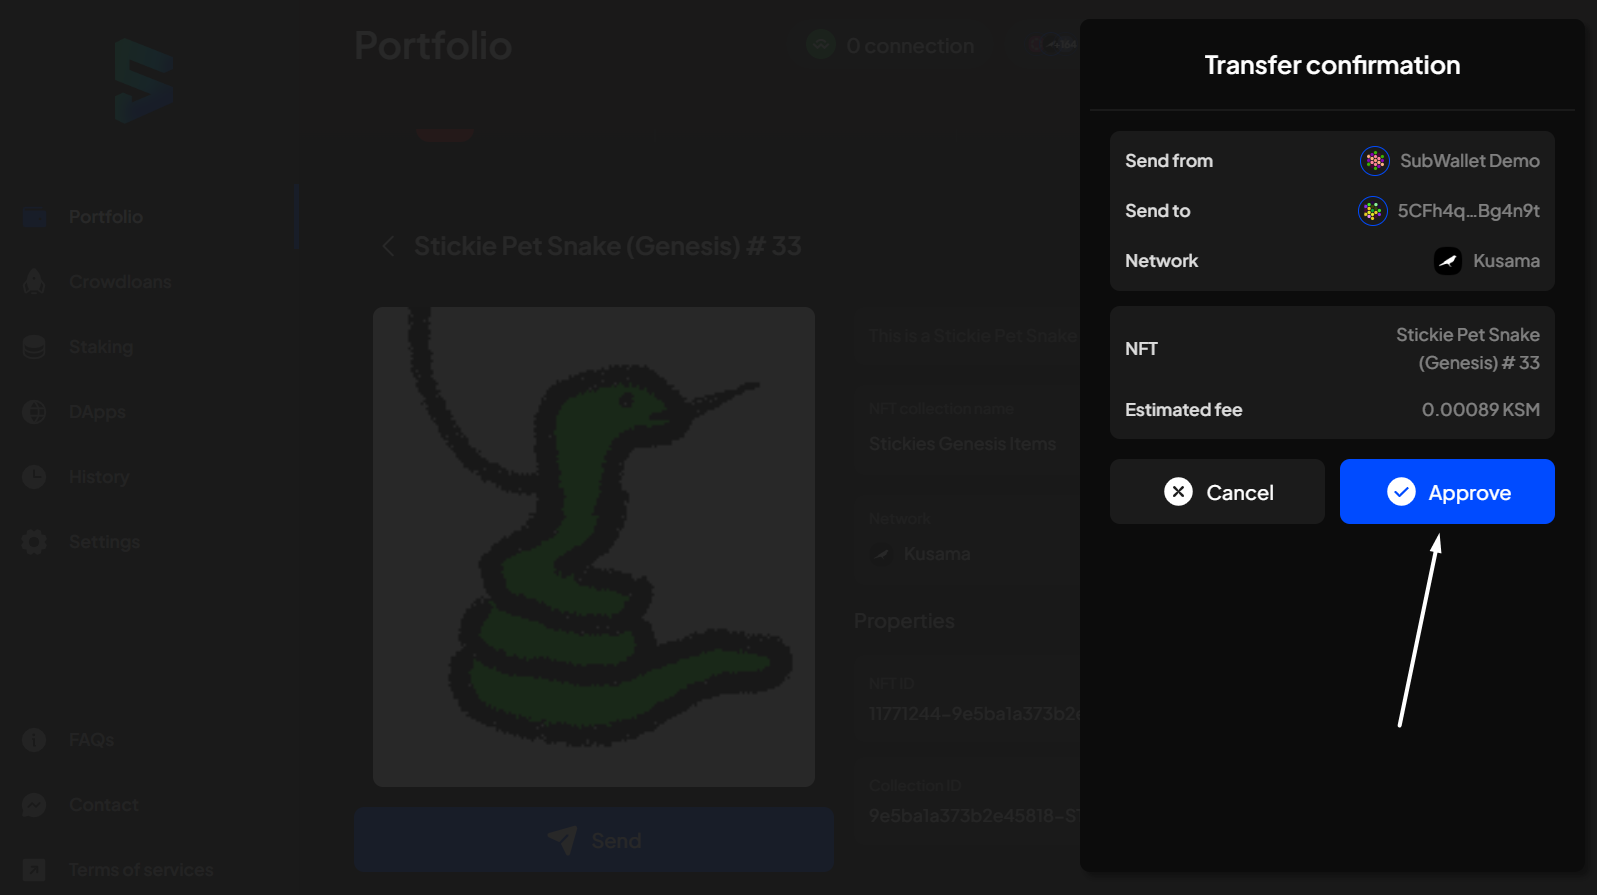 Portfolio
0 connection
Portfolio
Crowdloans
Staking
DApps
History
Settings
FAQs
Contact
Terms of services
Stickie Pet Snake (Genesis) # 33
This is a Stickie Pet Snake
NFT collection name
Stickies Genesis Items
Network
Kusama
Properties
NFT ID
11771244-9e5ba1a373b2e
Collection ID
9e5ba1a373b2e45818-S
Send
Transfer confirmation
Send from SubWallet Demo
Send to 5CFh4q...Bg4n9t
Network Kusama
NFT Stickie Pet Snake
(Genesis) # 33
Estimated fee 0.00089 KSM
Cancel Approve